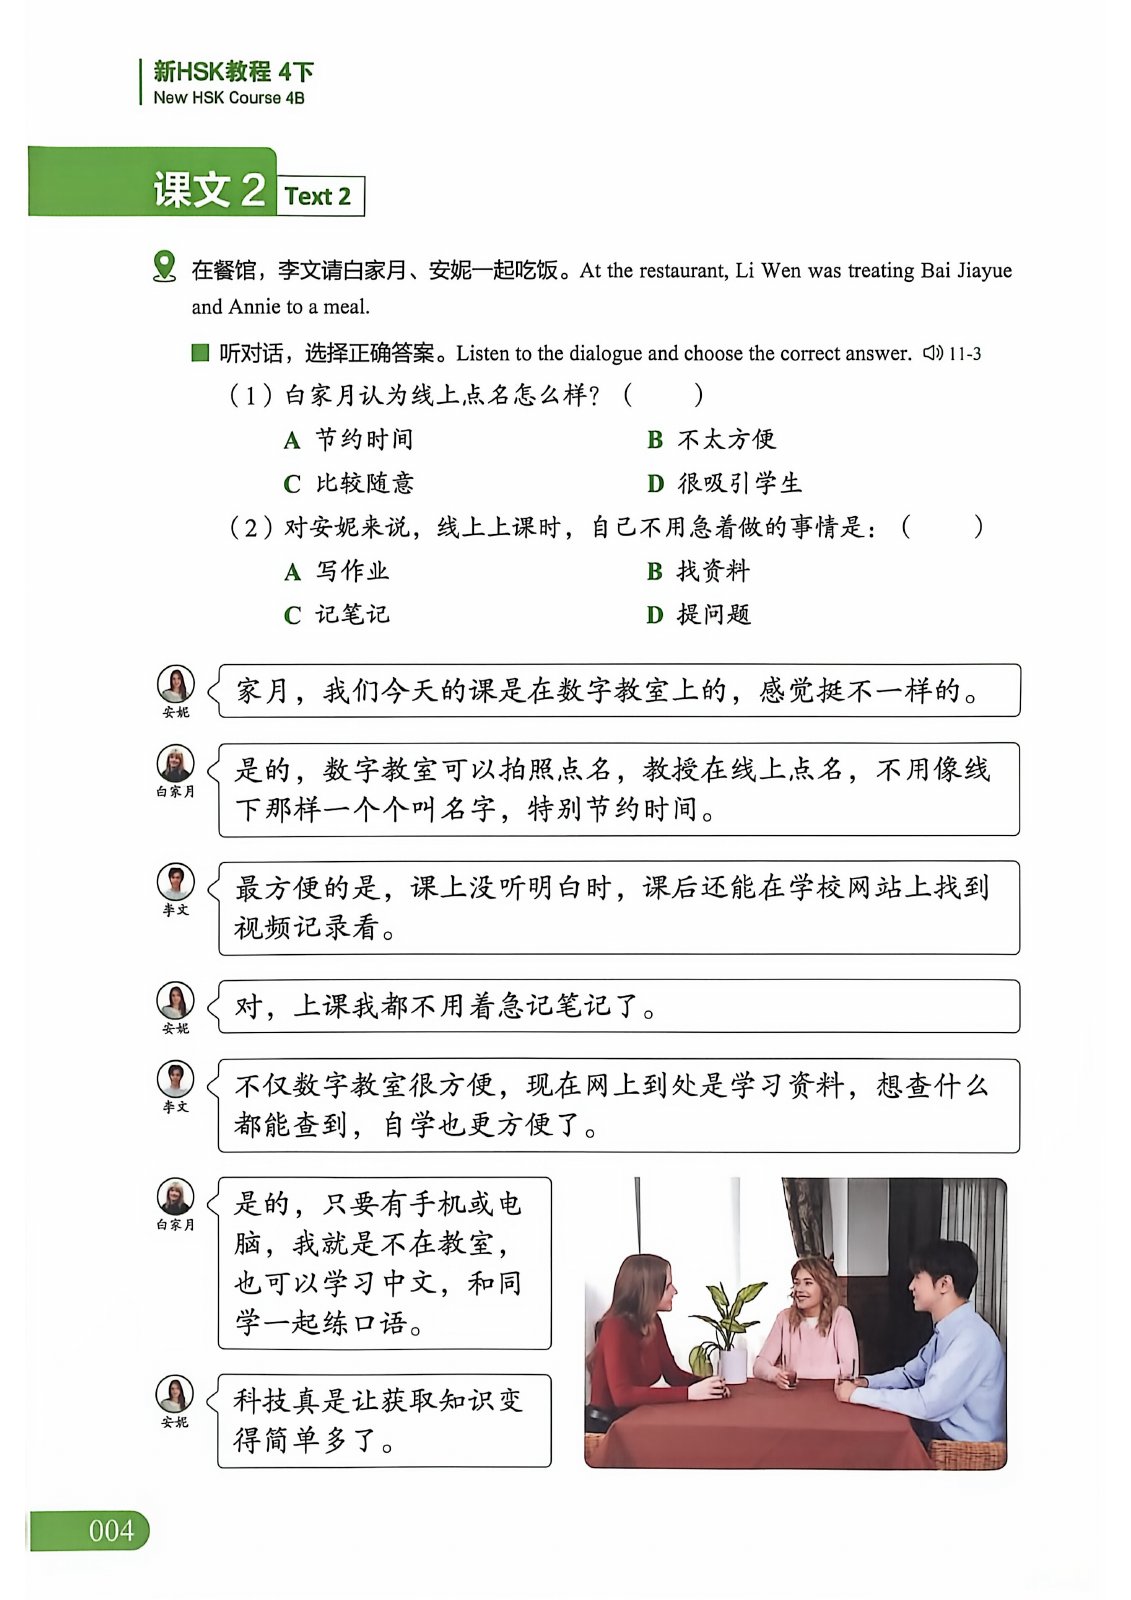 新HSK教程 4下
New HSK Course 4B
课文 2 Text 2
在餐馆，李文请白家月、安妮一起吃饭。At the restaurant, Li Wen was treating Bai Jiayue
and Annie to a meal.
听对话，选择正确答案。Listen to the dialogue and choose the correct answer. 11-3
（1）白家月认为线上点名怎么样？（　　）
A 节约时间 B 不太方便
C 比较随意 D 很吸引学生
（2）对安妮来说，线上上课时，自己不用急着做的事情是：（　　）
A 写作业 B 找资料
C 记笔记 D 提问题
安妮
家月，我们今天的课是在数字教室上的，感觉挺不一样的。
白家月
是的，数字教室可以拍照点名，教授在线上点名，不用像线
下那样一个个叫名字，特别节约时间。
李文
最方便的是，课上没听明白时，课后还能在学校网站上找到
视频记录看。
安妮
对，上课我都不用着急记笔记了。
李文
不仅数字教室很方便，现在网上到处是学习资料，想查什么
都能查到，自学也更方便了。
白家月
是的，只要有手机或电
脑，我就是不在教室，
也可以学习中文，和同
学一起练口语。
安妮
科技真是让获取知识变
得简单多了。
004